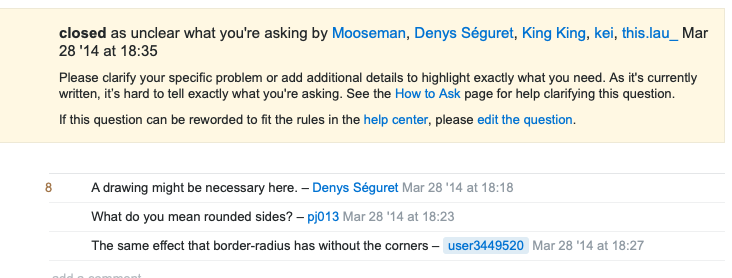 closed as unclear what you're asking by Mooseman, Denys Séguret, King King, kei, this.lau_ Mar
28 '14 at 18:35
Please clarify your specific problem or add additional details to highlight exactly what you need. As it's currently
written, it's hard to tell exactly what you're asking. See the How to Ask page for help clarifying this question.
If this question can be reworded to fit the rules in the help center, please edit the question.
8 A drawing might be necessary here. – Denys Séguret Mar 28 '14 at 18:18
What do you mean rounded sides? – pj013 Mar 28 '14 at 18:23
The same effect that border-radius has without the corners – user3449520 Mar 28 '14 at 18:27
add a comment